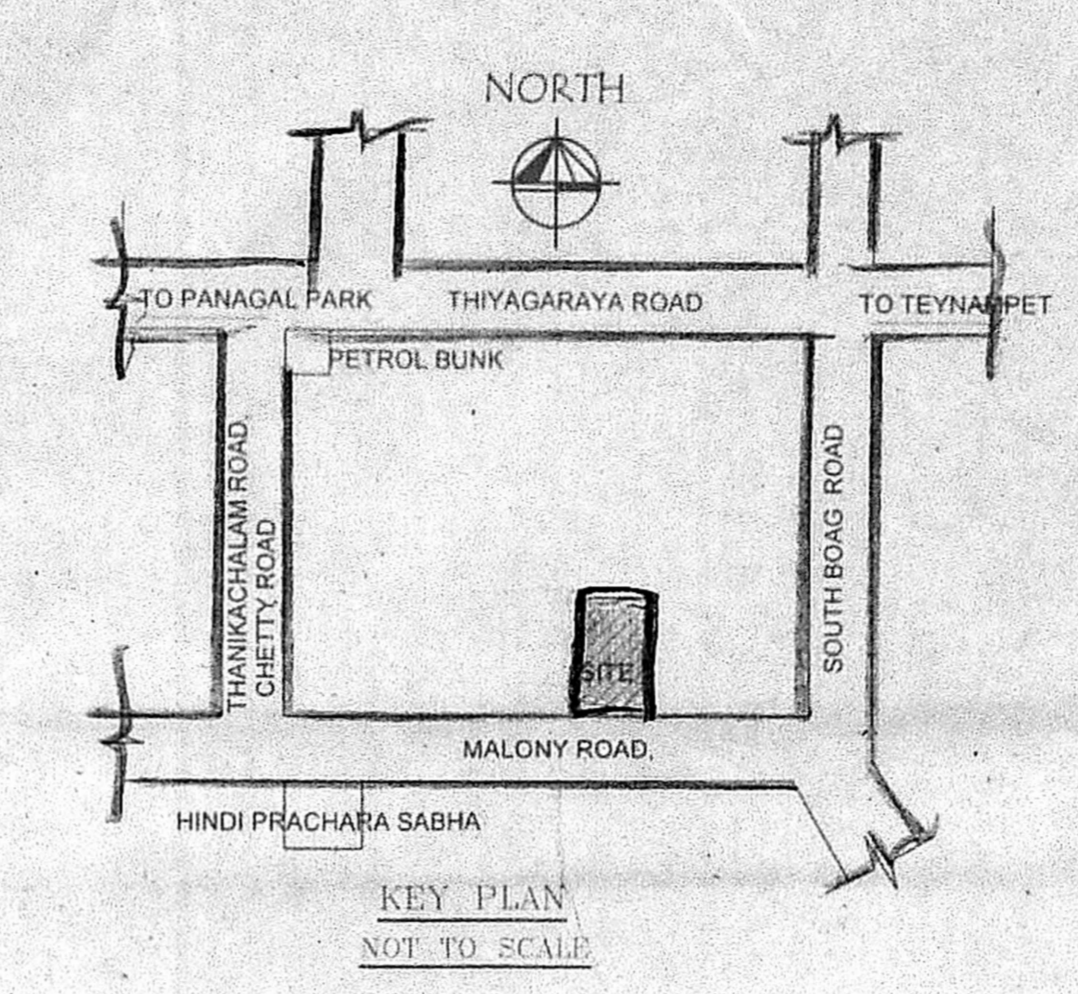 NORTH
TO PANAGAL PARK
THIYAGARAYA ROAD
TO TEYNAMPET
PETROL BUNK
THANIKACHALAM ROAD,
CHETTY ROAD
SOUTH BOAG ROAD
SITE
MALONY ROAD,
HINDI PRACHARA SABHA
KEY PLAN
NOT TO SCALE